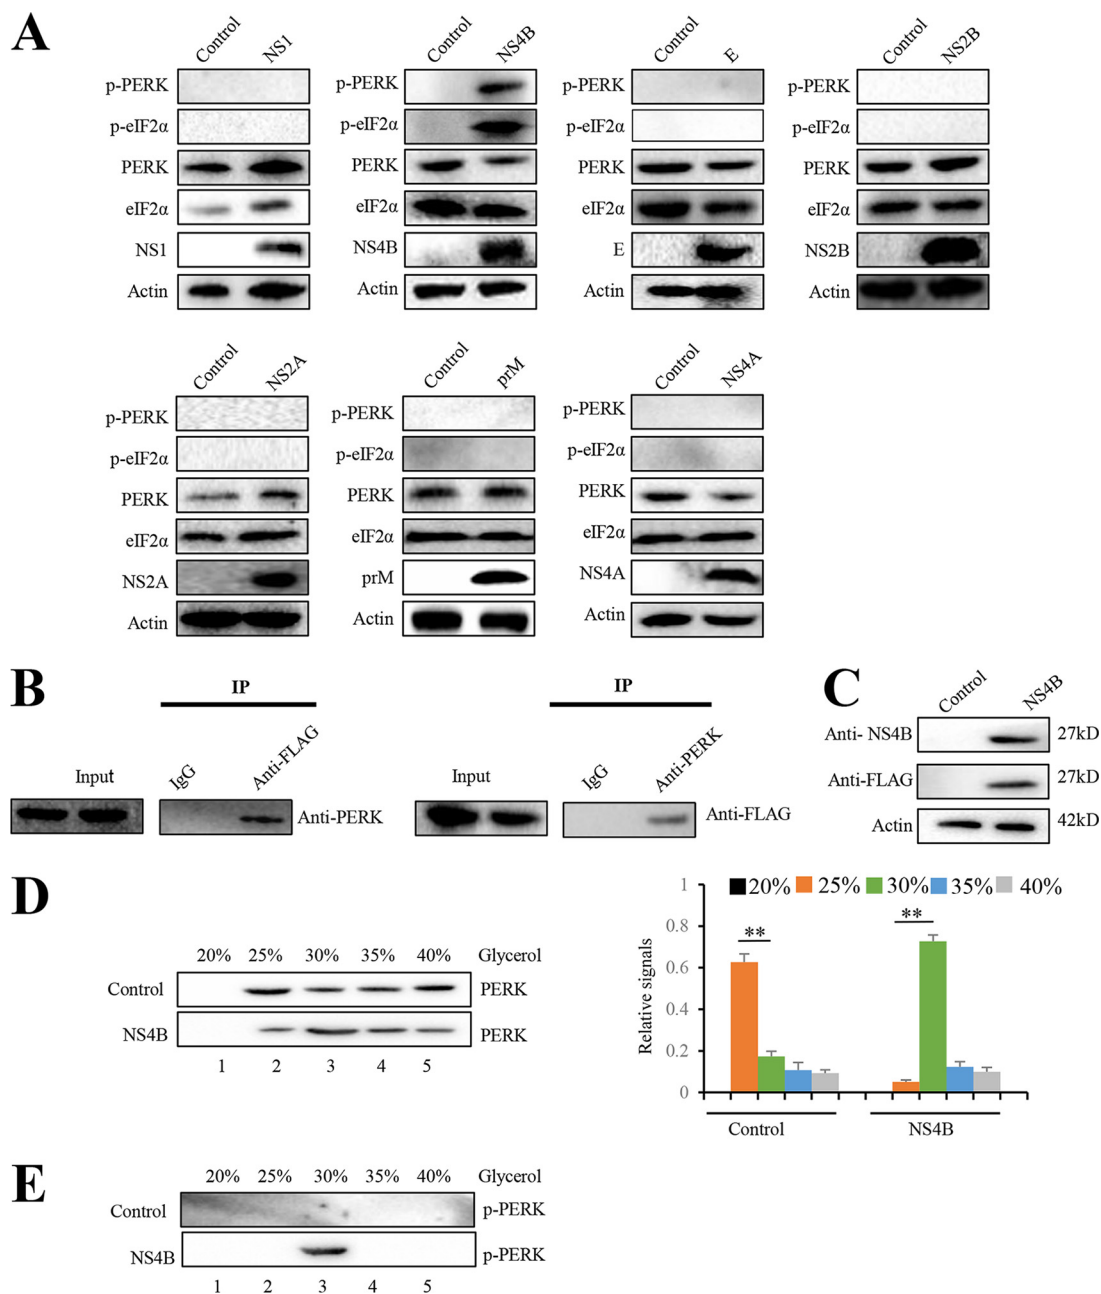 A
Control NS1
p-PERK
p-eIF2α
PERK
eIF2α
NS1
Actin
Control NS4B
p-PERK
p-eIF2α
PERK
eIF2α
NS4B
Actin
Control E
p-PERK
p-eIF2α
PERK
eIF2α
E
Actin
Control NS2B
p-PERK
p-eIF2α
PERK
eIF2α
NS2B
Actin
Control NS2A
p-PERK
p-eIF2α
PERK
eIF2α
NS2A
Actin
Control prM
p-PERK
p-eIF2α
PERK
eIF2α
prM
Actin
Control NS4A
p-PERK
p-eIF2α
PERK
eIF2α
NS4A
Actin
B
IP
Input IgG Anti-FLAG
Anti-PERK
IP
Input IgG Anti-PERK
Anti-FLAG
C
Control NS4B
Anti- NS4B 27kD
Anti-FLAG 27kD
Actin 42kD
D
20% 25% 30% 35% 40% Glycerol
Control PERK
NS4B PERK
1 2 3 4 5
20% 25% 30% 35% 40%
Relative signals
1
0.8
0.6
0.4
0.2
0
** **
Control NS4B
E
20% 25% 30% 35% 40% Glycerol
Control p-PERK
NS4B p-PERK
1 2 3 4 5